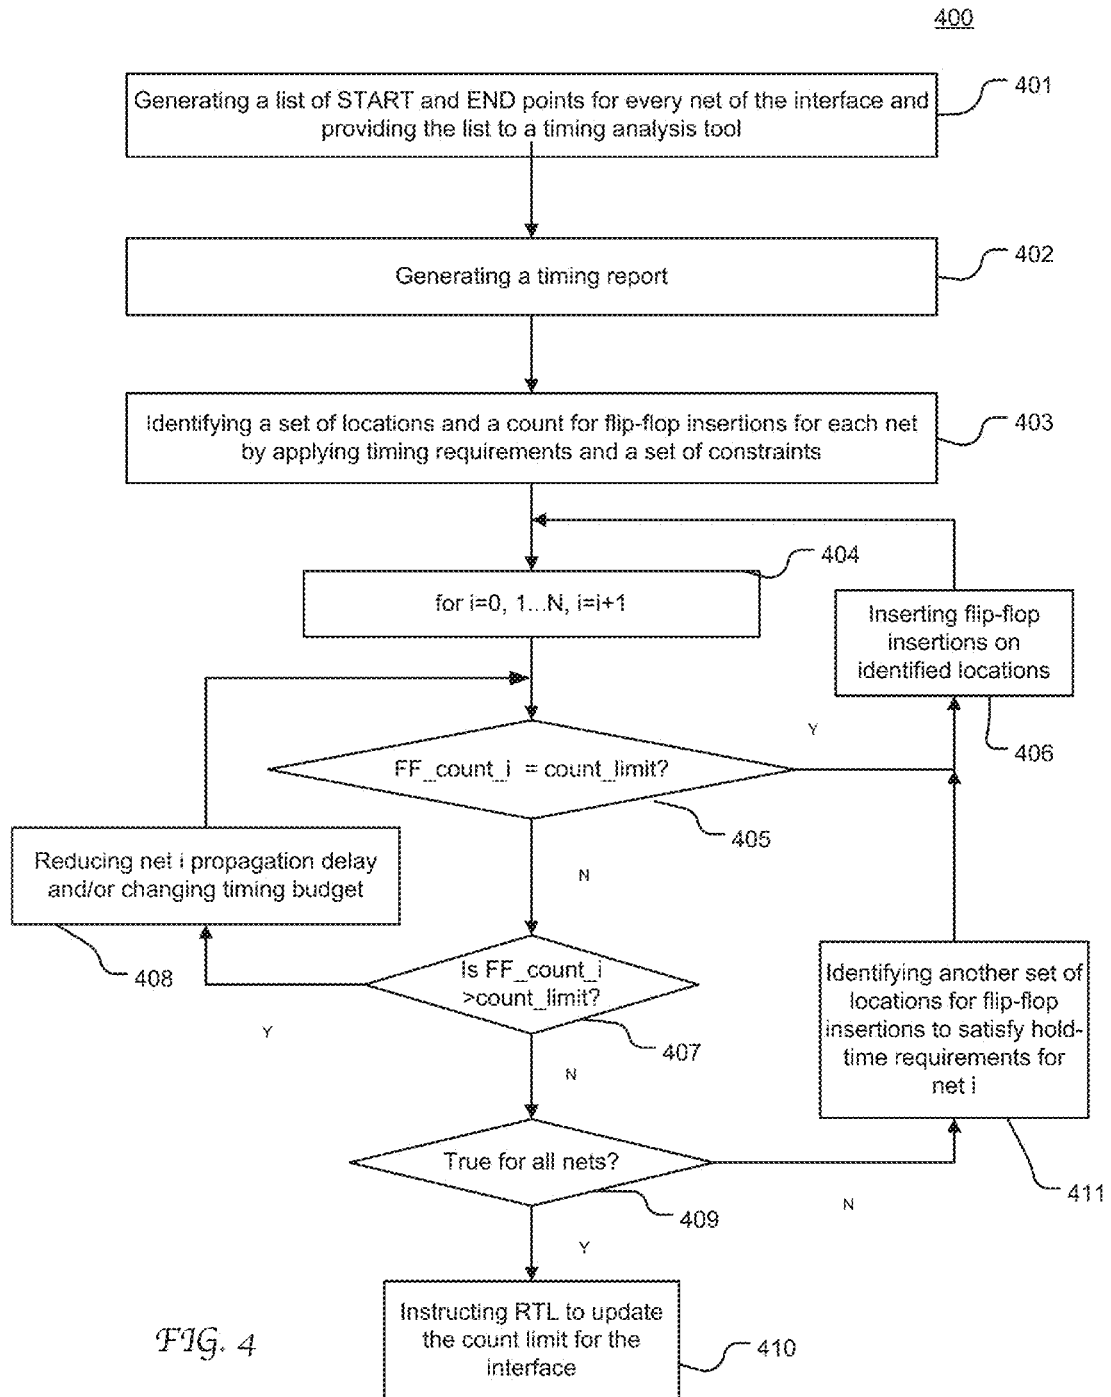 400
Generating a list of START and END points for every net of the interface and
providing the list to a timing analysis tool
401
Generating a timing report
402
Identifying a set of locations and a count for flip-flop insertions for each net
by applying timing requirements and a set of constraints
403
404
for i=0, 1...N, i=i+1
Inserting flip-flop
insertions on
identified locations
406
Y
FF_count_i = count_limit?
405
N
Reducing net i propagation delay
and/or changing timing budget
408
Is FF_count_i
>count_limit?
407
Y
N
Identifying another set of
locations for flip-flop
insertions to satisfy hold-
time requirements for
net i
411
True for all nets?
409
N
Y
Instructing RTL to update
the count limit for the
interface
410
FIG. 4